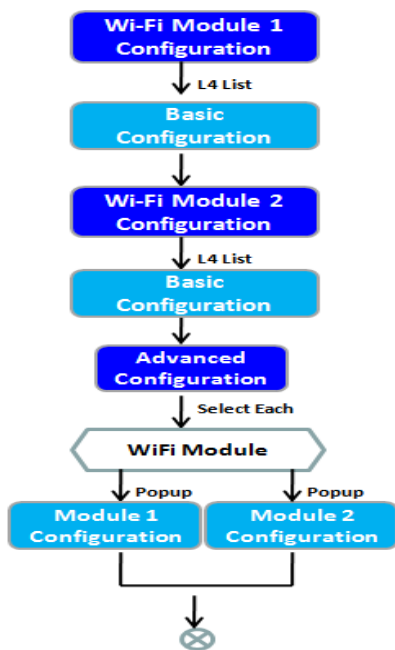 Wi-Fi Module 1
Configuration
L4 List
Basic
Configuration
Wi-Fi Module 2
Configuration
L4 List
Basic
Configuration
Advanced
Configuration
Select Each
WiFi Module
Popup
Popup
Module 1
Configuration
Module 2
Configuration